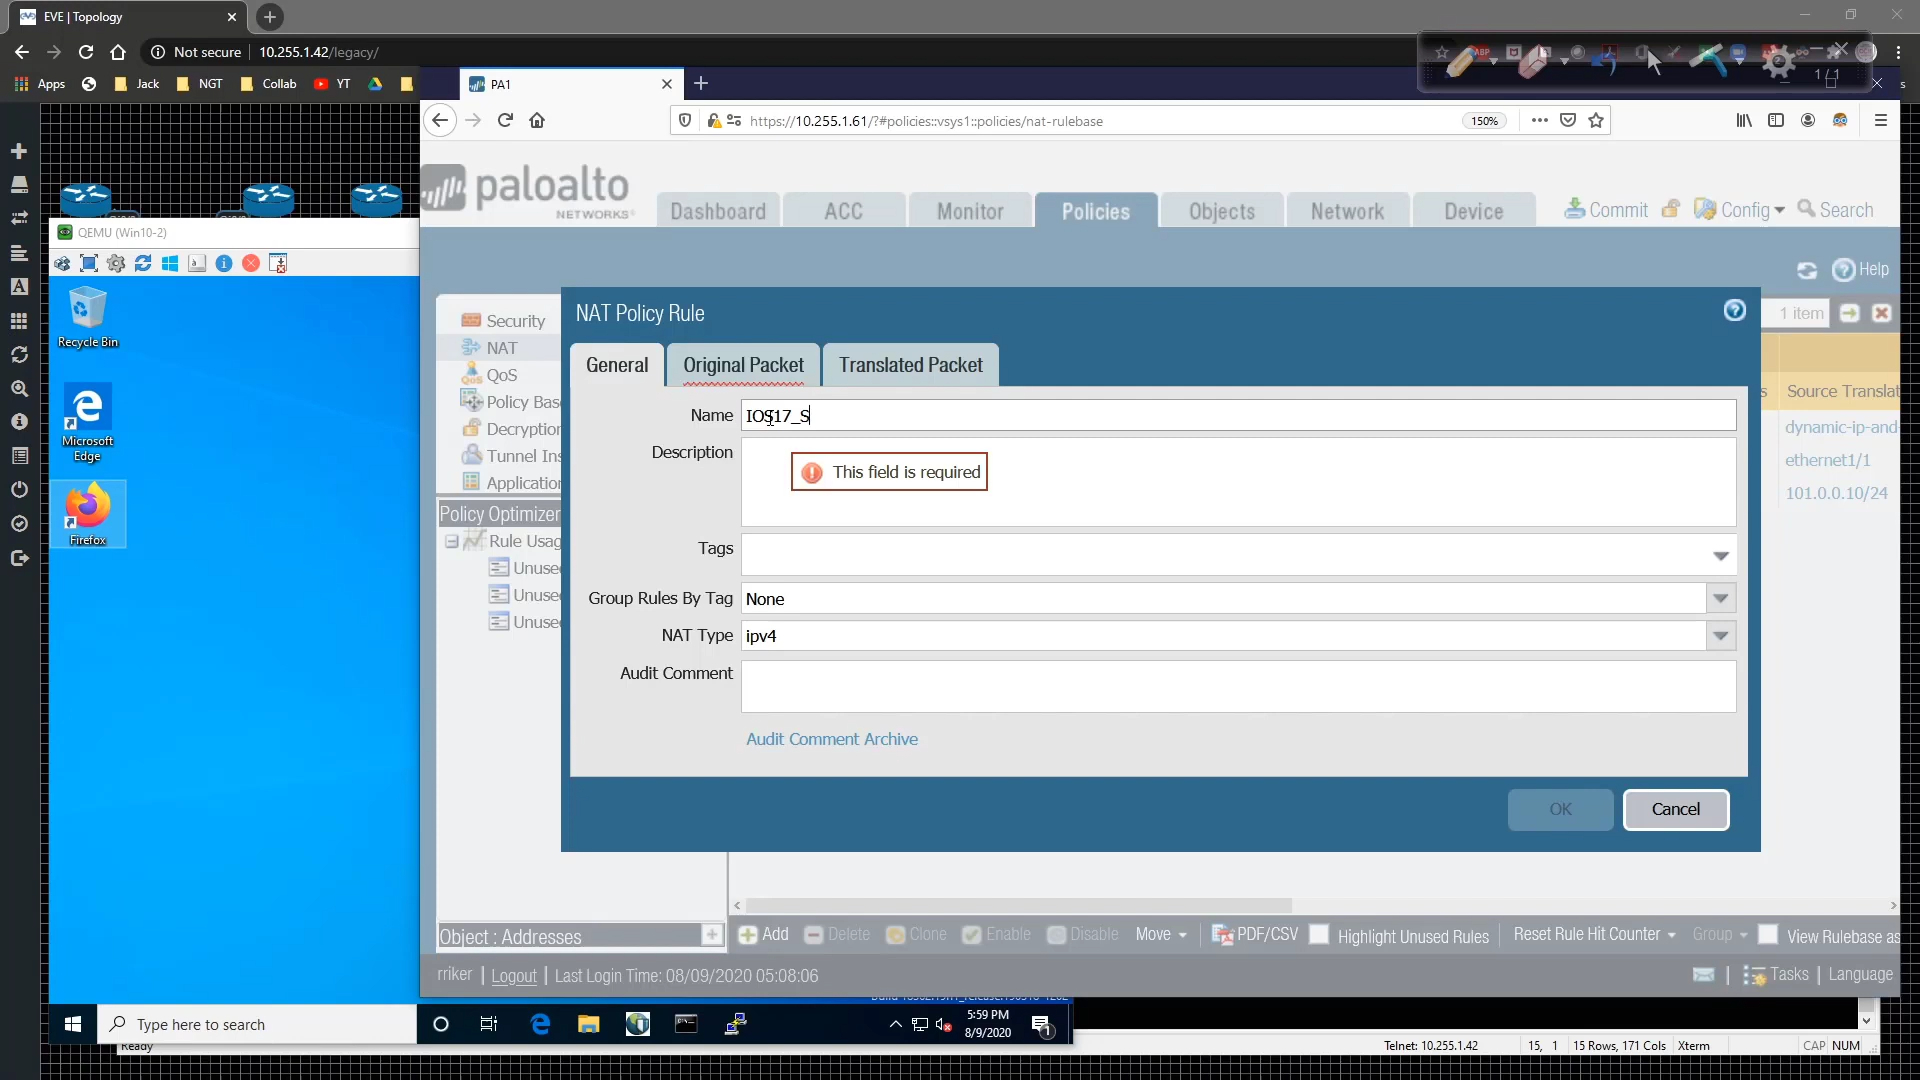 EVE | Topology
Not secure
10.255.1.42/legacy/
Apps
Jack
NGT
Collab
YT
ABP
1/1
PA1
https://10.255.1.61/?#policies::vsys1::policies/nat-rulebase
150%
paloalto
NETWORKS
Dashboard
ACC
Monitor
Policies
Objects
Network
Device
Commit
Config
Search
Help
QEMU (Win10-2)
Recycle Bin
Microsoft
Edge
Firefox
Security
NAT
QoS
Policy Bas
Decryption
Tunnel Ins
Application
Policy Optimizer
Rule Usag
Unuse
Unuse
Unuse
Object : Addresses
NAT Policy Rule
1 item
General
Original Packet
Translated Packet
Name
IOS17_S
Description
This field is required
Tags
Group Rules By Tag
None
NAT Type
ipv4
Audit Comment
Audit Comment Archive
OK
Cancel
Source Translat
dynamic-ip-and-
ethernet1/1
101.0.0.10/24
Add
Delete
Clone
Enable
Disable
Move
PDF/CSV
Highlight Unused Rules
Reset Rule Hit Counter
Group
View Rulebase as
rriker
Logout
Last Login Time: 08/09/2020 05:08:06
Tasks
Language
Type here to search
5:59 PM
8/9/2020
1
Ready
Telnet: 10.255.1.42
15, 1
15 Rows, 171 Cols
Xterm
CAP
NUM